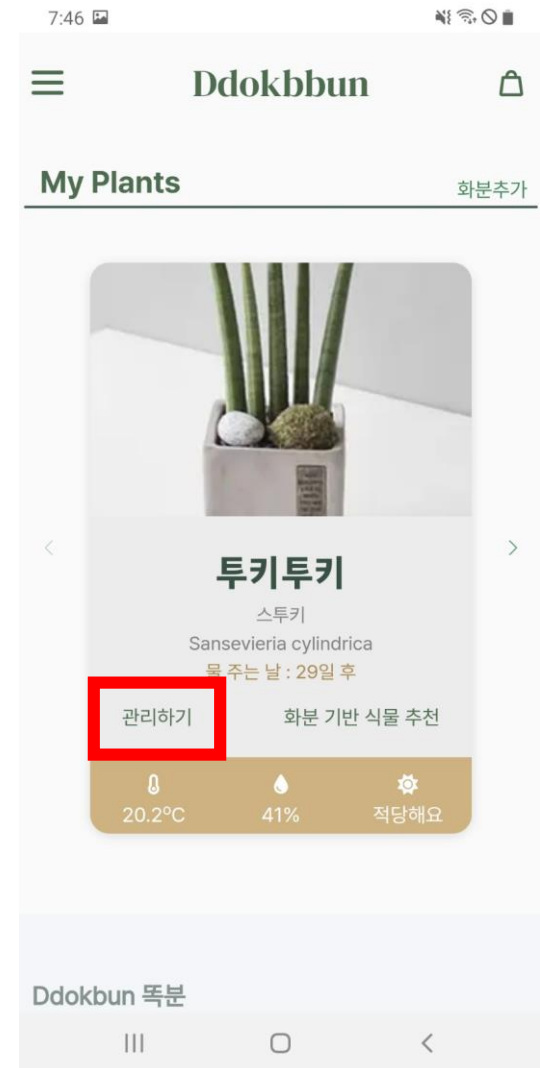 7:46
Ddokbbun
My Plants
화분추가
투키투키
스투키
Sansevieria cylindrica
물 주는 날 : 29일 후
관리하기 화분 기반 식물 추천
20.2°C 41% 적당해요
Ddokbun 똑분